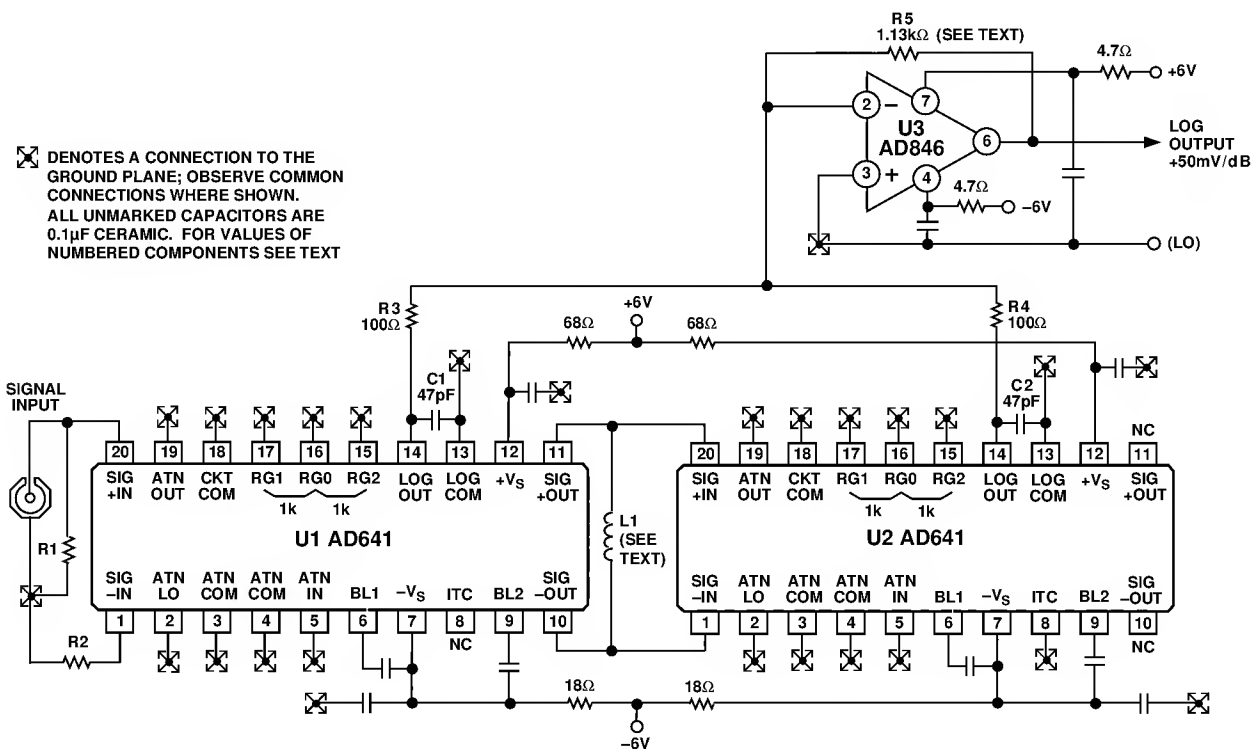 R5
1.13kΩ (SEE TEXT)
4.7Ω
+6V
2
–
7
U3
AD846
6
LOG
OUTPUT
+50mV/dB
3
+
4
4.7Ω
–6V
(LO)
DENOTES A CONNECTION TO THE
GROUND PLANE; OBSERVE COMMON
CONNECTIONS WHERE SHOWN.
ALL UNMARKED CAPACITORS ARE
0.1µF CERAMIC. FOR VALUES OF
NUMBERED COMPONENTS SEE TEXT
R3
100Ω
+6V
68Ω
68Ω
R4
100Ω
C1
47pF
C2
47pF
SIGNAL
INPUT
NC
20 19 18 17 16 15 14 13 12 11
SIG +IN
ATN OUT
CKT COM
RG1
RG0
RG2
LOG OUT
LOG COM
+VS
SIG +OUT
1k 1k
U1 AD641
R1
SIG –IN
ATN LO
ATN COM
ATN COM
ATN IN
BL1
–VS
ITC
BL2
SIG –OUT
1 2 3 4 5 6 7 8 9 10
NC
R2
L1
(SEE
TEXT)
20 19 18 17 16 15 14 13 12 11
SIG +IN
ATN OUT
CKT COM
RG1
RG0
RG2
LOG OUT
LOG COM
+VS
SIG +OUT
1k 1k
U2 AD641
SIG –IN
ATN LO
ATN COM
ATN COM
ATN IN
BL1
–VS
ITC
BL2
SIG –OUT
1 2 3 4 5 6 7 8 9 10
NC
18Ω
18Ω
–6V